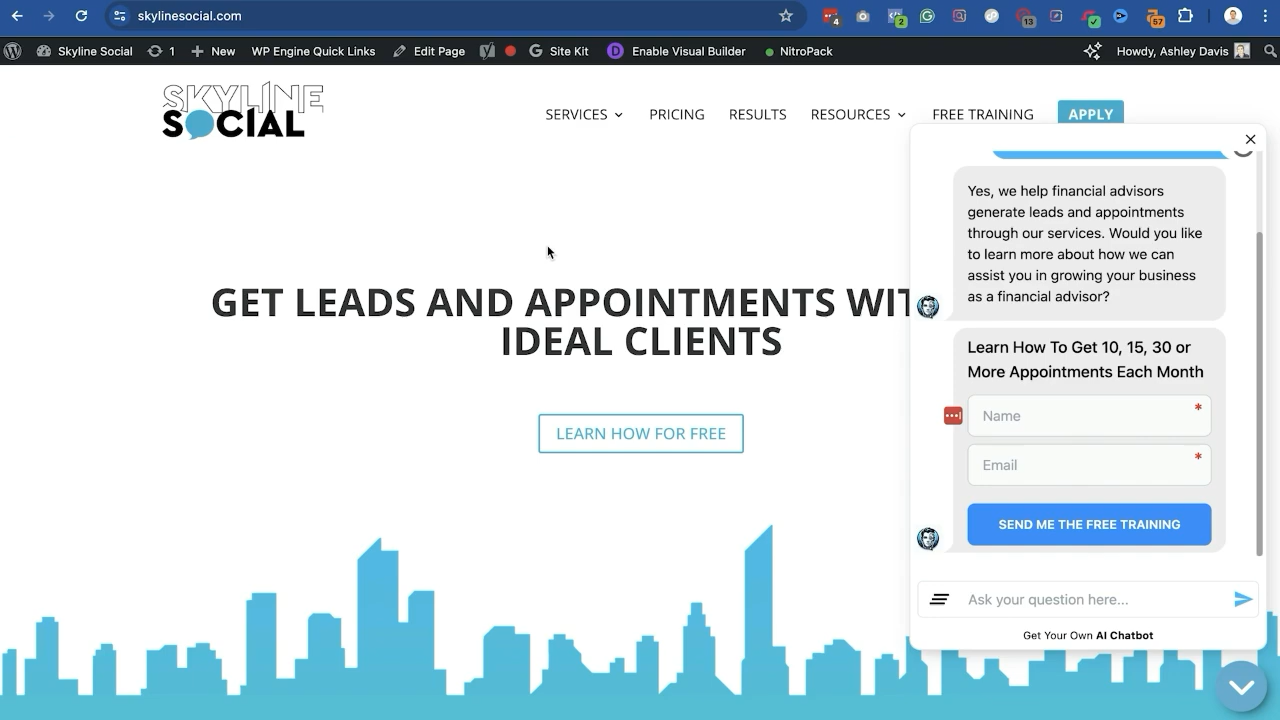 skylinesocial.com
4
2
13
57
Skyline Social
1
New
WP Engine Quick Links
Edit Page
Site Kit
D
Enable Visual Builder
NitroPack
Howdy, Ashley Davis
SKYLINE
SOCIAL
SERVICES
PRICING
RESULTS
RESOURCES
FREE TRAINING
APPLY
GET LEADS AND APPOINTMENTS WIT
IDEAL CLIENTS
LEARN HOW FOR FREE
Yes, we help financial advisors
generate leads and appointments
through our services. Would you like
to learn more about how we can
assist you in growing your business
as a financial advisor?
Learn How To Get 10, 15, 30 or
More Appointments Each Month
Name *
Email *
SEND ME THE FREE TRAINING
Ask your question here...
Get Your Own AI Chatbot